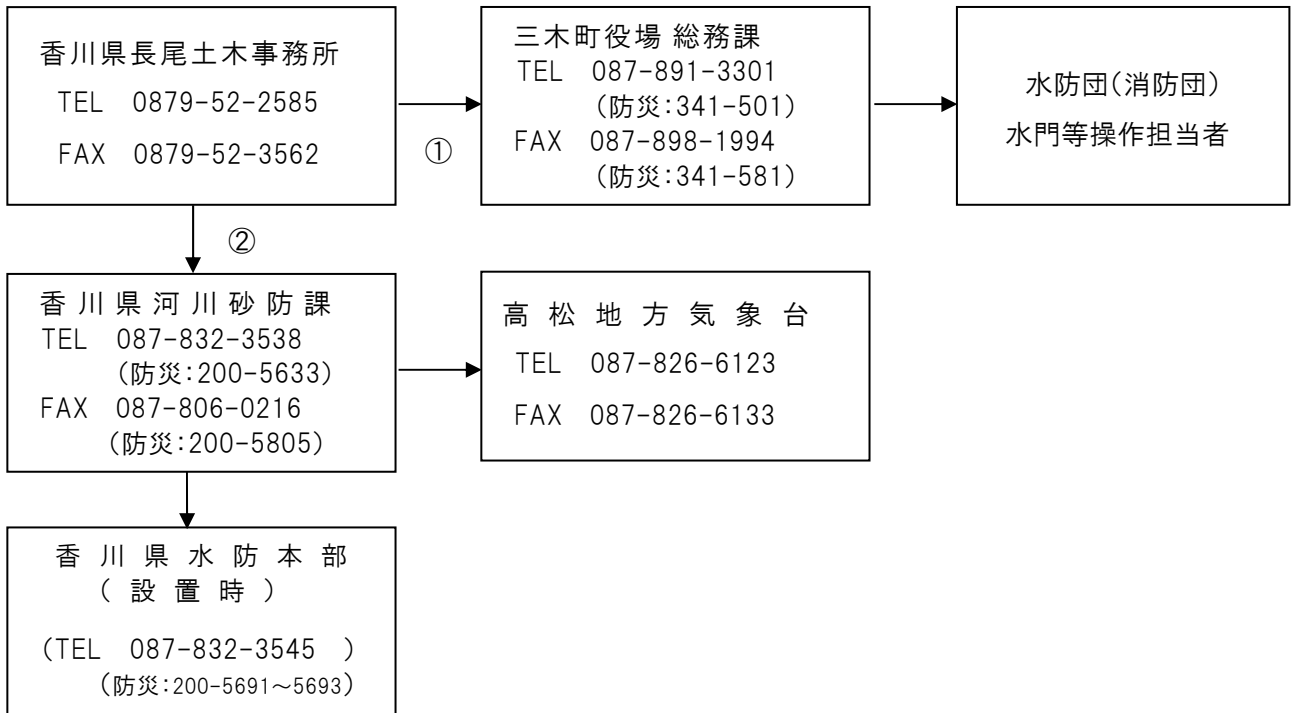 香川県長尾土木事務所
TEL 0879-52-2585
FAX 0879-52-3562
①
三木町役場 総務課
TEL 087-891-3301
(防災:341-501)
FAX 087-898-1994
(防災:341-581)
水防団(消防団)
水門等操作担当者
②
香川県河川砂防課
TEL 087-832-3538
(防災:200-5633)
FAX 087-806-0216
(防災:200-5805)
高松地方気象台
TEL 087-826-6123
FAX 087-826-6133
香川県水防本部
(設置時)
(TEL 087-832-3545 )
(防災:200-5691~5693)